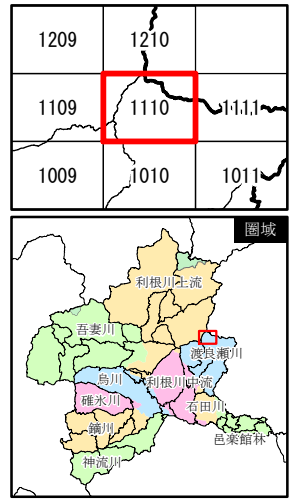 1209 1210
1109 1110 1111
1009 1010 1011
圏域
利根川上流
吾妻川
渡良瀬川
烏川 利根川中流
碓氷川
石田川
鏑川
邑楽館林
神流川